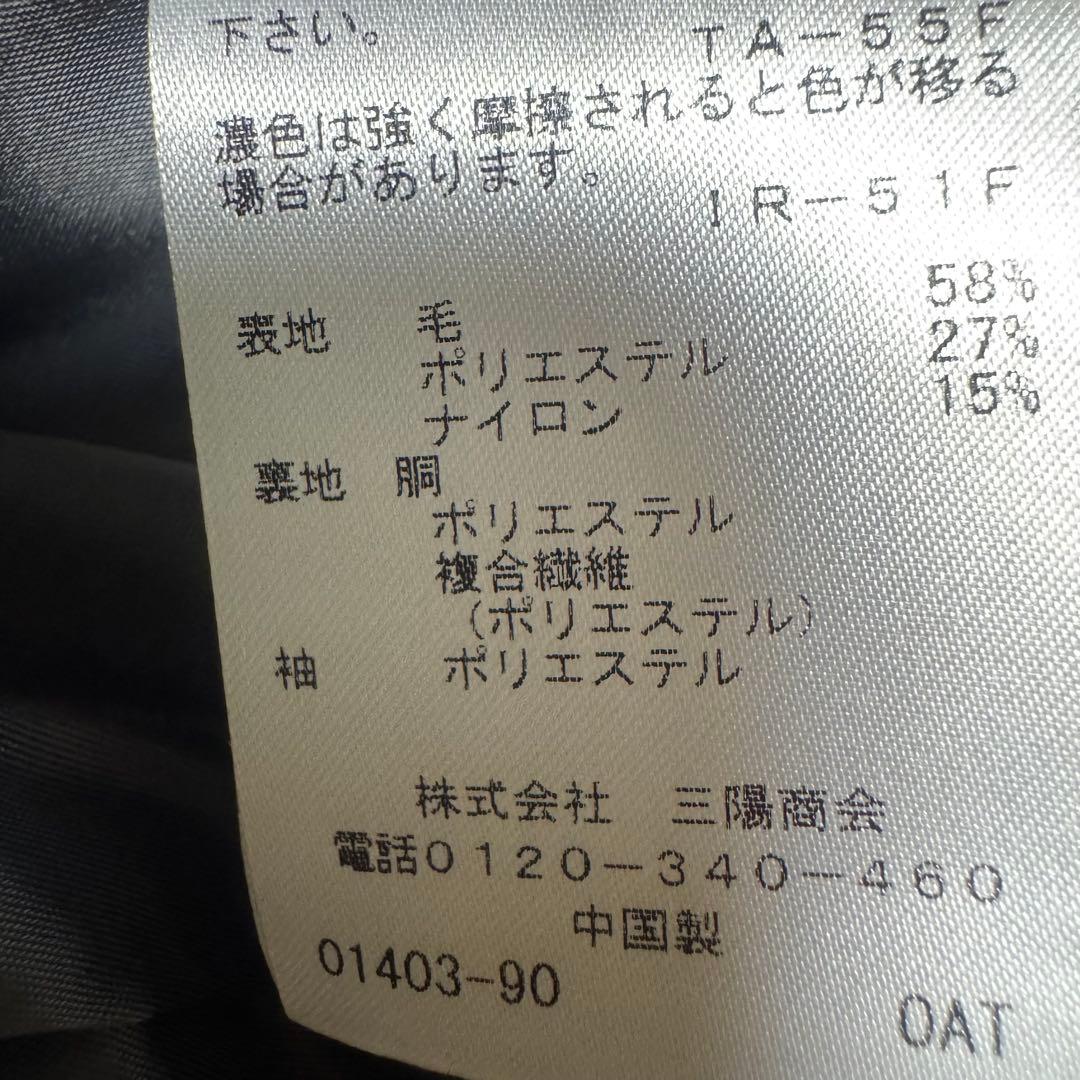 下さい。
TA-55F
濃色は強く摩擦されると色が移る
場合があります。
IR-51F
表地 毛 58%
ポリエステル 27%
ナイロン 15%
裏地 胴
ポリエステル
複合繊維
(ポリエステル)
袖 ポリエステル
株式会社 三陽商会
電話0120-340-460
中国製
01403-90
OAT